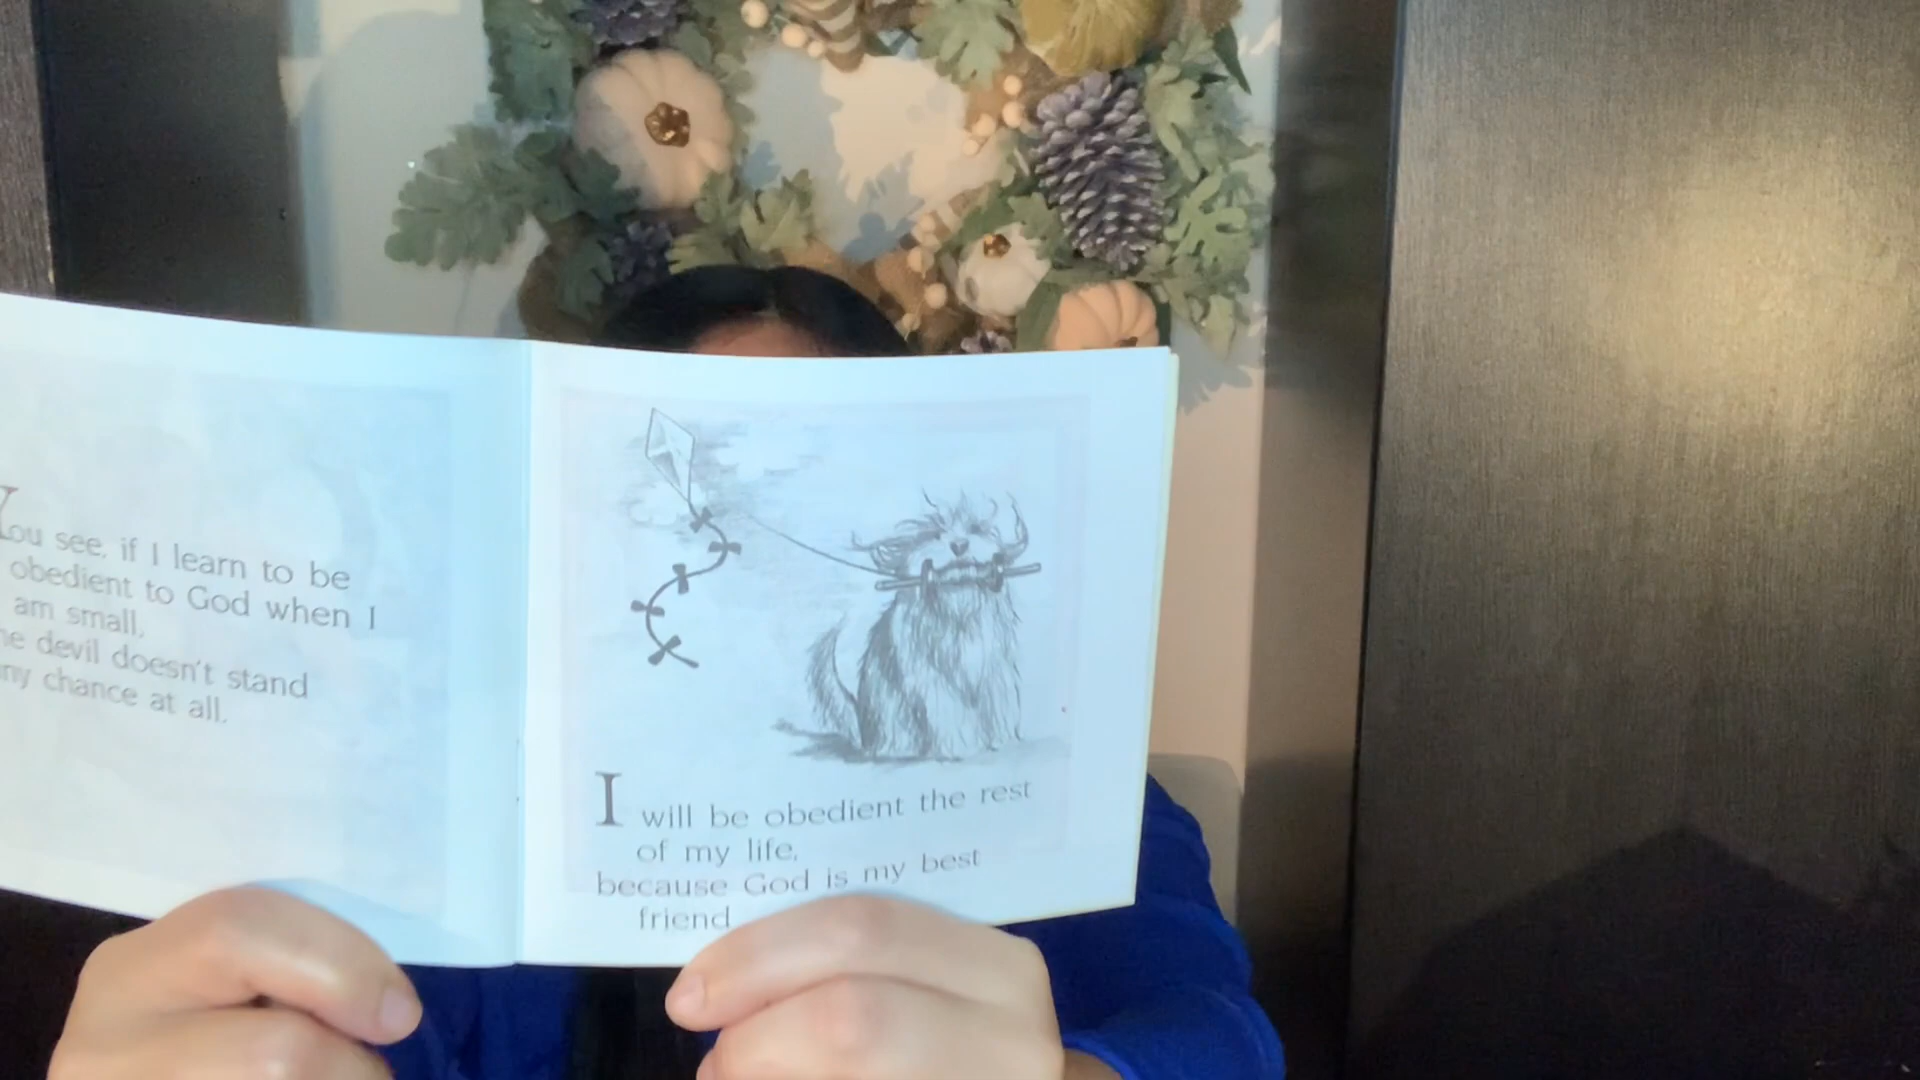 You see, if I learn to be
obedient to God when I
am small,
devil doesn't stand
chance at all.
I will be obedient the rest
of my life,
because God is my best
friend